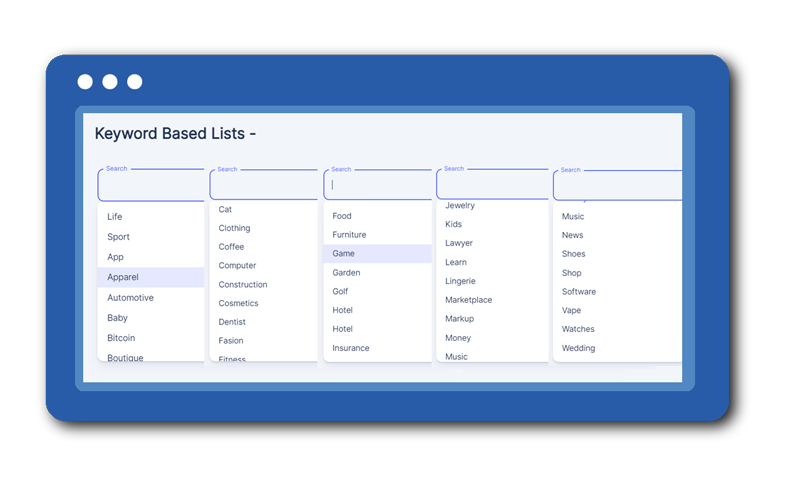 Keyword Based Lists -
Search
Life
Sport
App
Apparel
Automotive
Baby
Bitcoin
Boutique
Search
Cat
Clothing
Coffee
Computer
Construction
Cosmetics
Dentist
Fasion
Fitness
Search
Food
Furniture
Game
Garden
Golf
Hotel
Hotel
Insurance
Search
Jewelry
Kids
Lawyer
Learn
Lingerie
Marketplace
Markup
Money
Music
Search
Music
News
Shoes
Shop
Software
Vape
Watches
Wedding